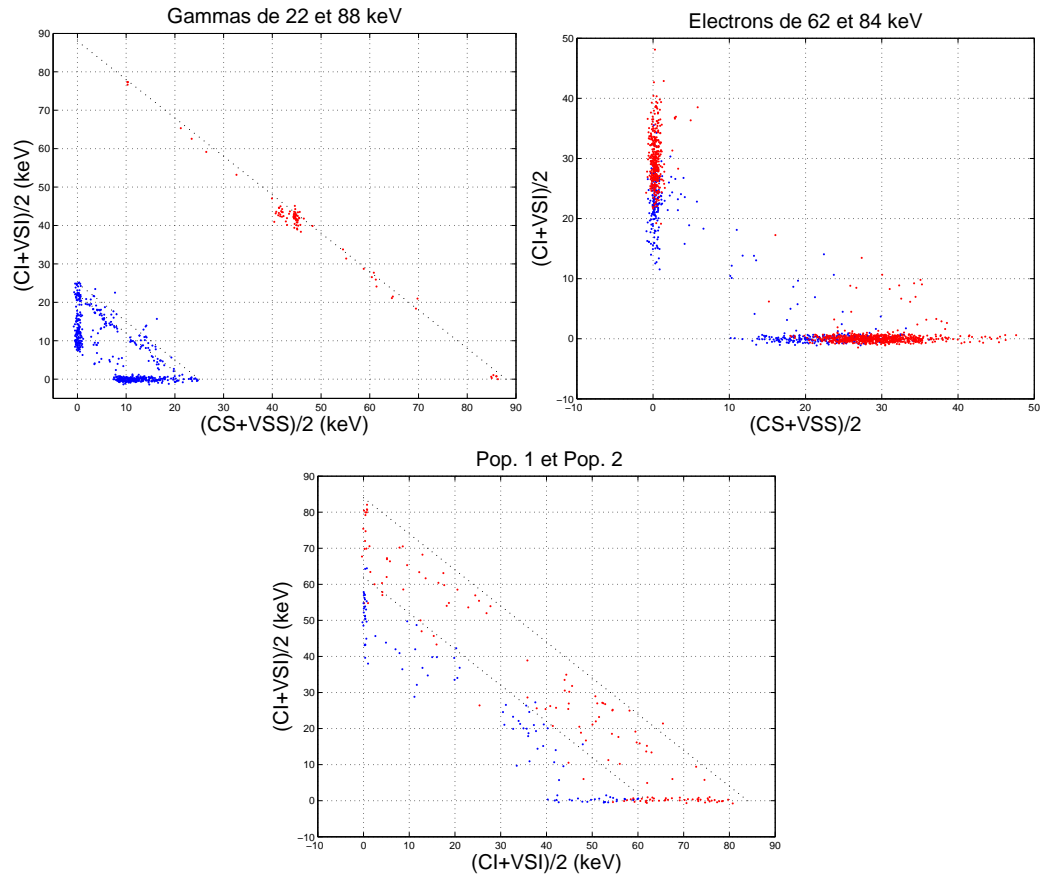 Gammas de 22 et 88 keV
90
80
70
60
50
40
30
20
10
0
0 10 20 30 40 50 60 70 80 90
(CI+VSI)/2 (keV)
(CS+VSS)/2 (keV)
Electrons de 62 et 84 keV
50
40
30
20
10
0
−10
−10 0 10 20 30 40 50
(CI+VSI)/2
(CS+VSS)/2
Pop. 1 et Pop. 2
90
80
70
60
50
40
30
20
10
0
−10
−10 0 10 20 30 40 50 60 70 80 90
(CI+VSI)/2 (keV)
(CI+VSI)/2 (keV)